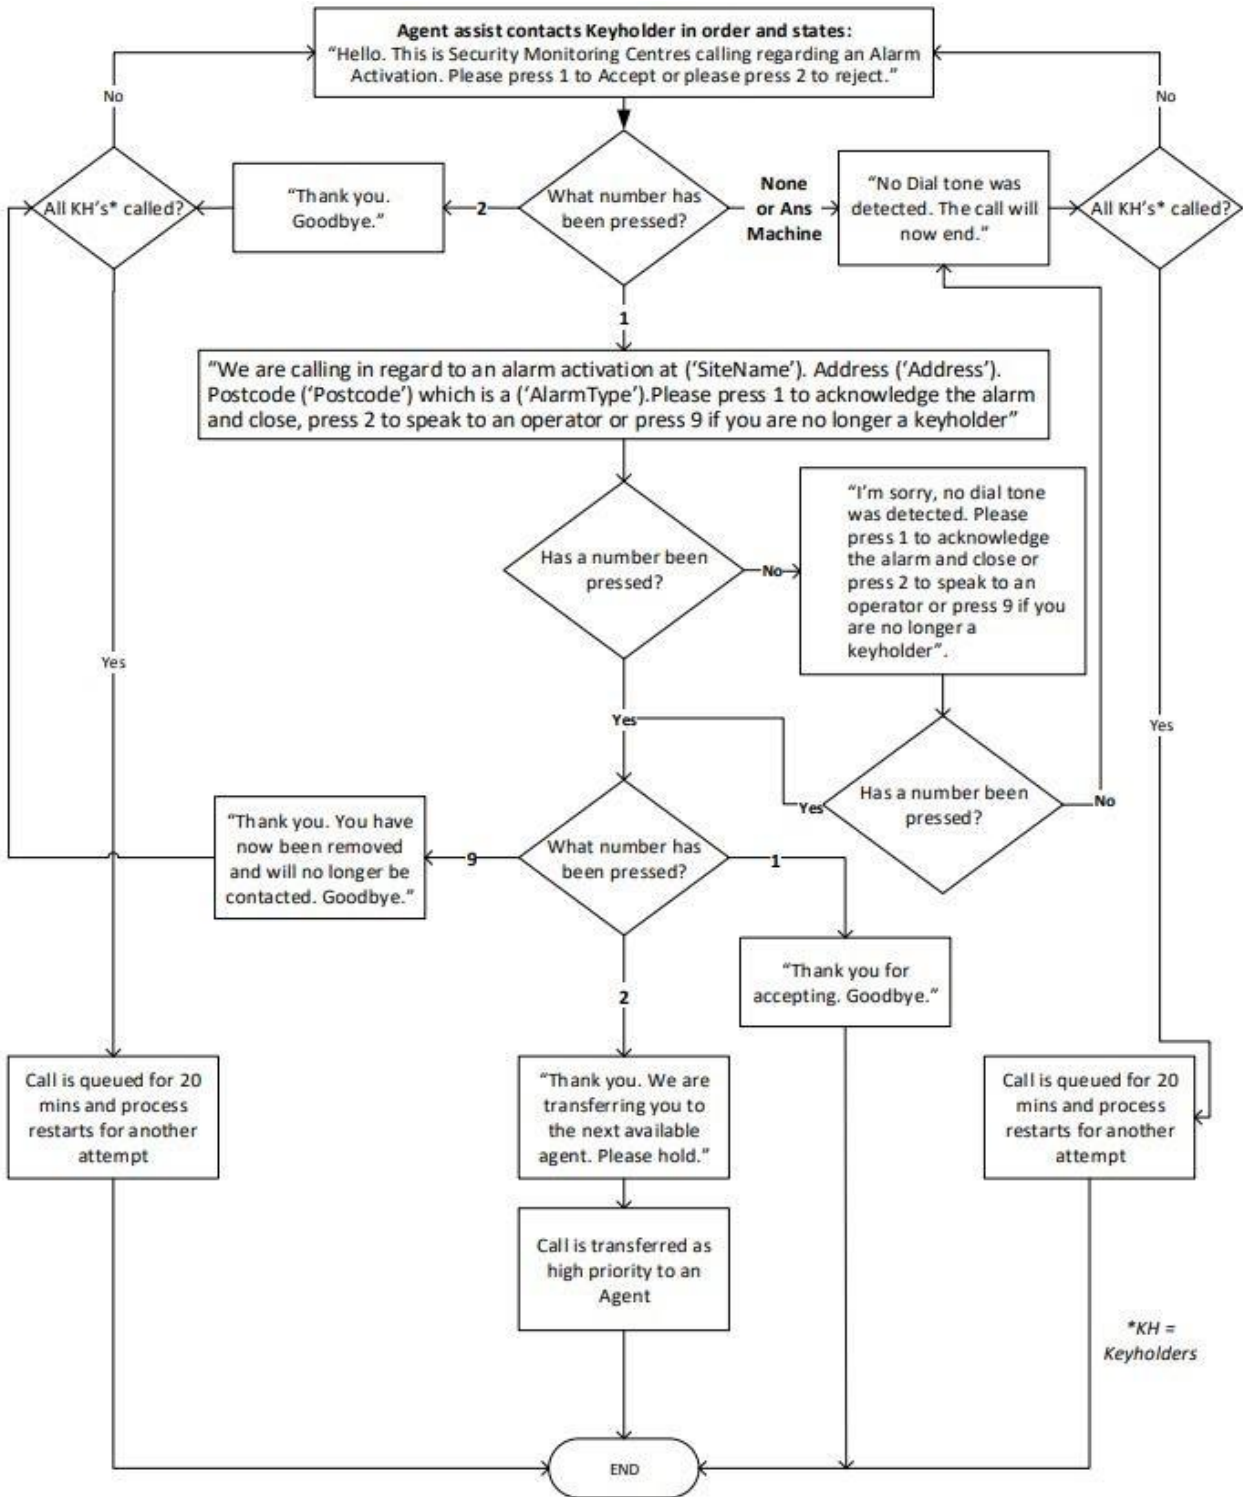 Agent assist contacts Keyholder in order and states:
“Hello. This is Security Monitoring Centres calling regarding an Alarm
Activation. Please press 1 to Accept or please press 2 to reject.”
No
No
All KH’s* called?
“Thank you.
Goodbye.”
2
What number has
been pressed?
None
or Ans
Machine
“No Dial tone was
detected. The call will
now end.”
All KH’s* called?
1
“We are calling in regard to an alarm activation at (‘SiteName’). Address (‘Address’).
Postcode (‘Postcode’) which is a (‘AlarmType’).Please press 1 to acknowledge the alarm
and close, press 2 to speak to an operator or press 9 if you are no longer a keyholder”
Has a number been
pressed?
No
“I’m sorry, no dial tone
was detected. Please
press 1 to acknowledge
the alarm and close or
press 2 to speak to an
operator or press 9 if you
are no longer a
keyholder”.
Yes
Yes
Yes
Has a number been
pressed?
Yes
No
“Thank you. You have
now been removed
and will no longer be
contacted. Goodbye.”
9
What number has
been pressed?
1
“Thank you for
accepting. Goodbye.”
2
Call is queued for 20
mins and process
restarts for another
attempt
“Thank you. We are
transferring you to
the next available
agent. Please hold.”
Call is queued for 20
mins and process
restarts for another
attempt
Call is transferred as
high priority to an
Agent
*KH =
Keyholders
END